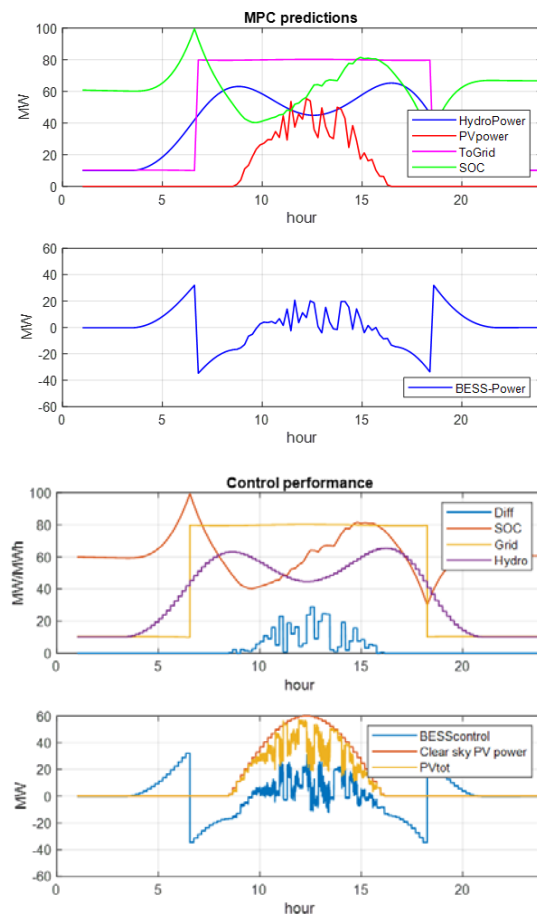 MPC predictions
100
80
60
40
20
0
MW
HydroPower
PVpower
ToGrid
SOC
0 5 10 15 20
hour
60
40
20
0
-20
-40
-60
MW
BESS-Power
0 5 10 15 20
hour
Control performance
100
80
60
40
20
0
MW/MWh
Diff
SOC
Grid
Hydro
0 5 10 15 20
hour
60
40
20
0
-20
-40
-60
MW
BESScontrol
Clear sky PV power
PVtot
0 5 10 15 20
hour